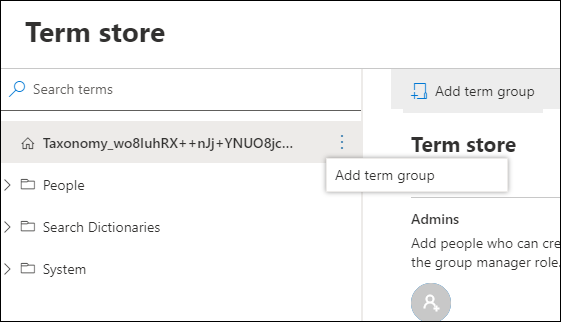 Term store
Search terms
Add term group
Taxonomy_wo8IuhRX++nJj+YNUO8jc...
Term store
Add term group
People
Admins
Search Dictionaries
Add people who can cre
the group manager role.
System